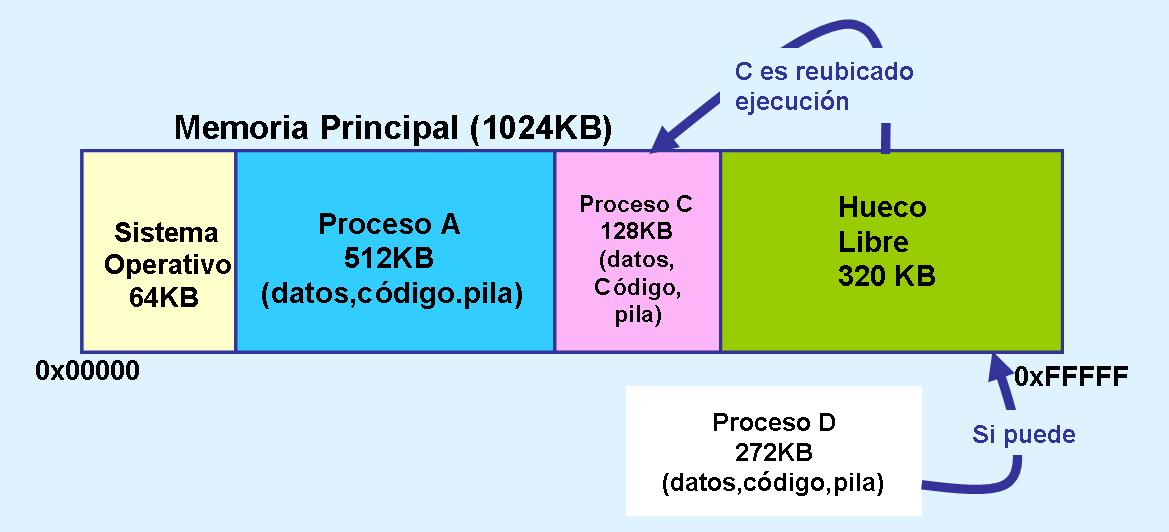 C es reubicado
ejecución
Memoria Principal (1024KB)
Sistema
Operativo
64KB
Proceso A
512KB
(datos,código.pila)
Proceso C
128KB
(datos,
Código,
pila)
Hueco
Libre
320 KB
0x00000
0xFFFFF
Proceso D
272KB
(datos,código,pila)
Si puede